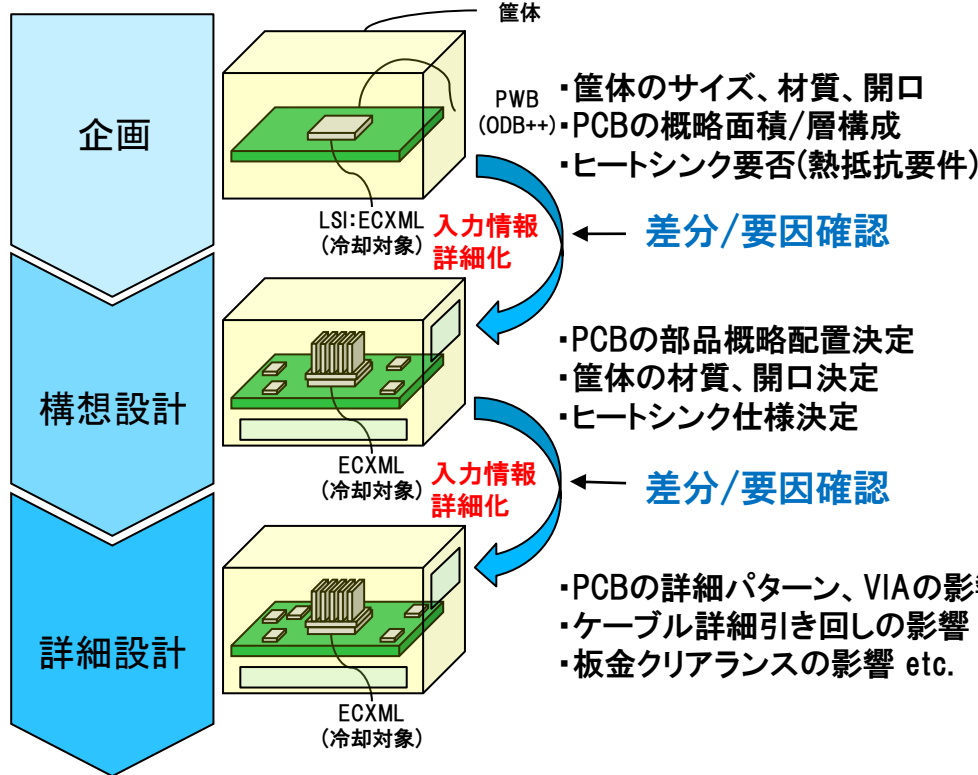 筐体
企画
PWB
(ODB++)
・筐体のサイズ、材質、開口
・PCBの概略面積/層構成
・ヒートシンク要否(熱抵抗要件)
LSI:ECXML
(冷却対象)
入力情報
詳細化
差分/要因確認
構想設計
・PCBの部品概略配置決定
・筐体の材質、開口決定
・ヒートシンク仕様決定
ECXML
(冷却対象)
入力情報
詳細化
差分/要因確認
詳細設計
・PCBの詳細パターン、VIAの影響
・ケーブル詳細引き回しの影響
・板金クリアランスの影響 etc.
ECXML
(冷却対象)